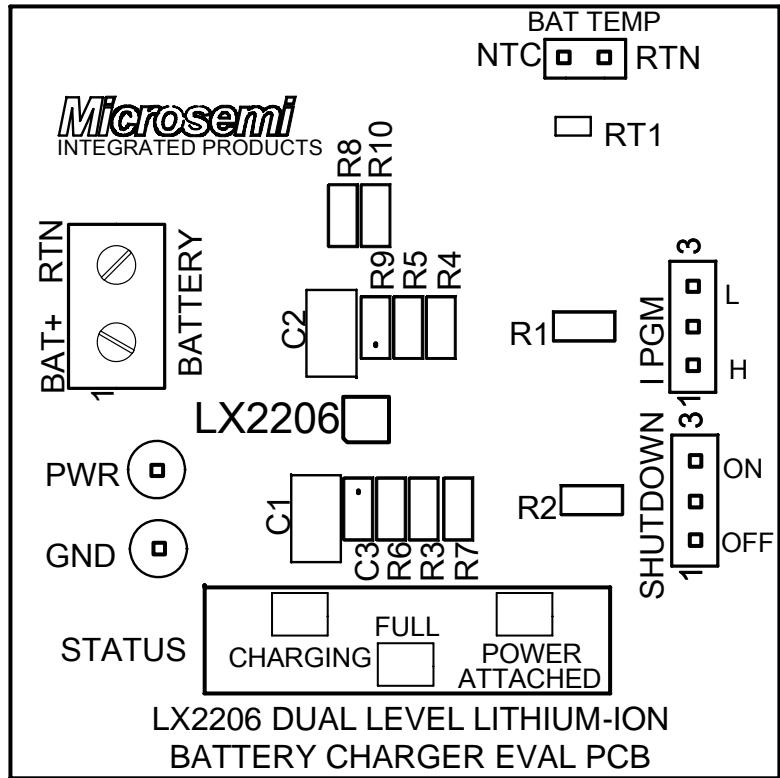 BAT TEMP
NTC RTN
Microsemi
INTEGRATED PRODUCTS
RT1
R8
R10
BAT+ RTN
1
BATTERY
C2
R9
R5
R4
R1
I PGM
3
L
H
1
LX2206
PWR
GND
C1
C3
R6
R3
R7
R2
SHUTDOWN
3
ON
OFF
1
STATUS
CHARGING
FULL
POWER
ATTACHED
LX2206 DUAL LEVEL LITHIUM-ION
BATTERY CHARGER EVAL PCB